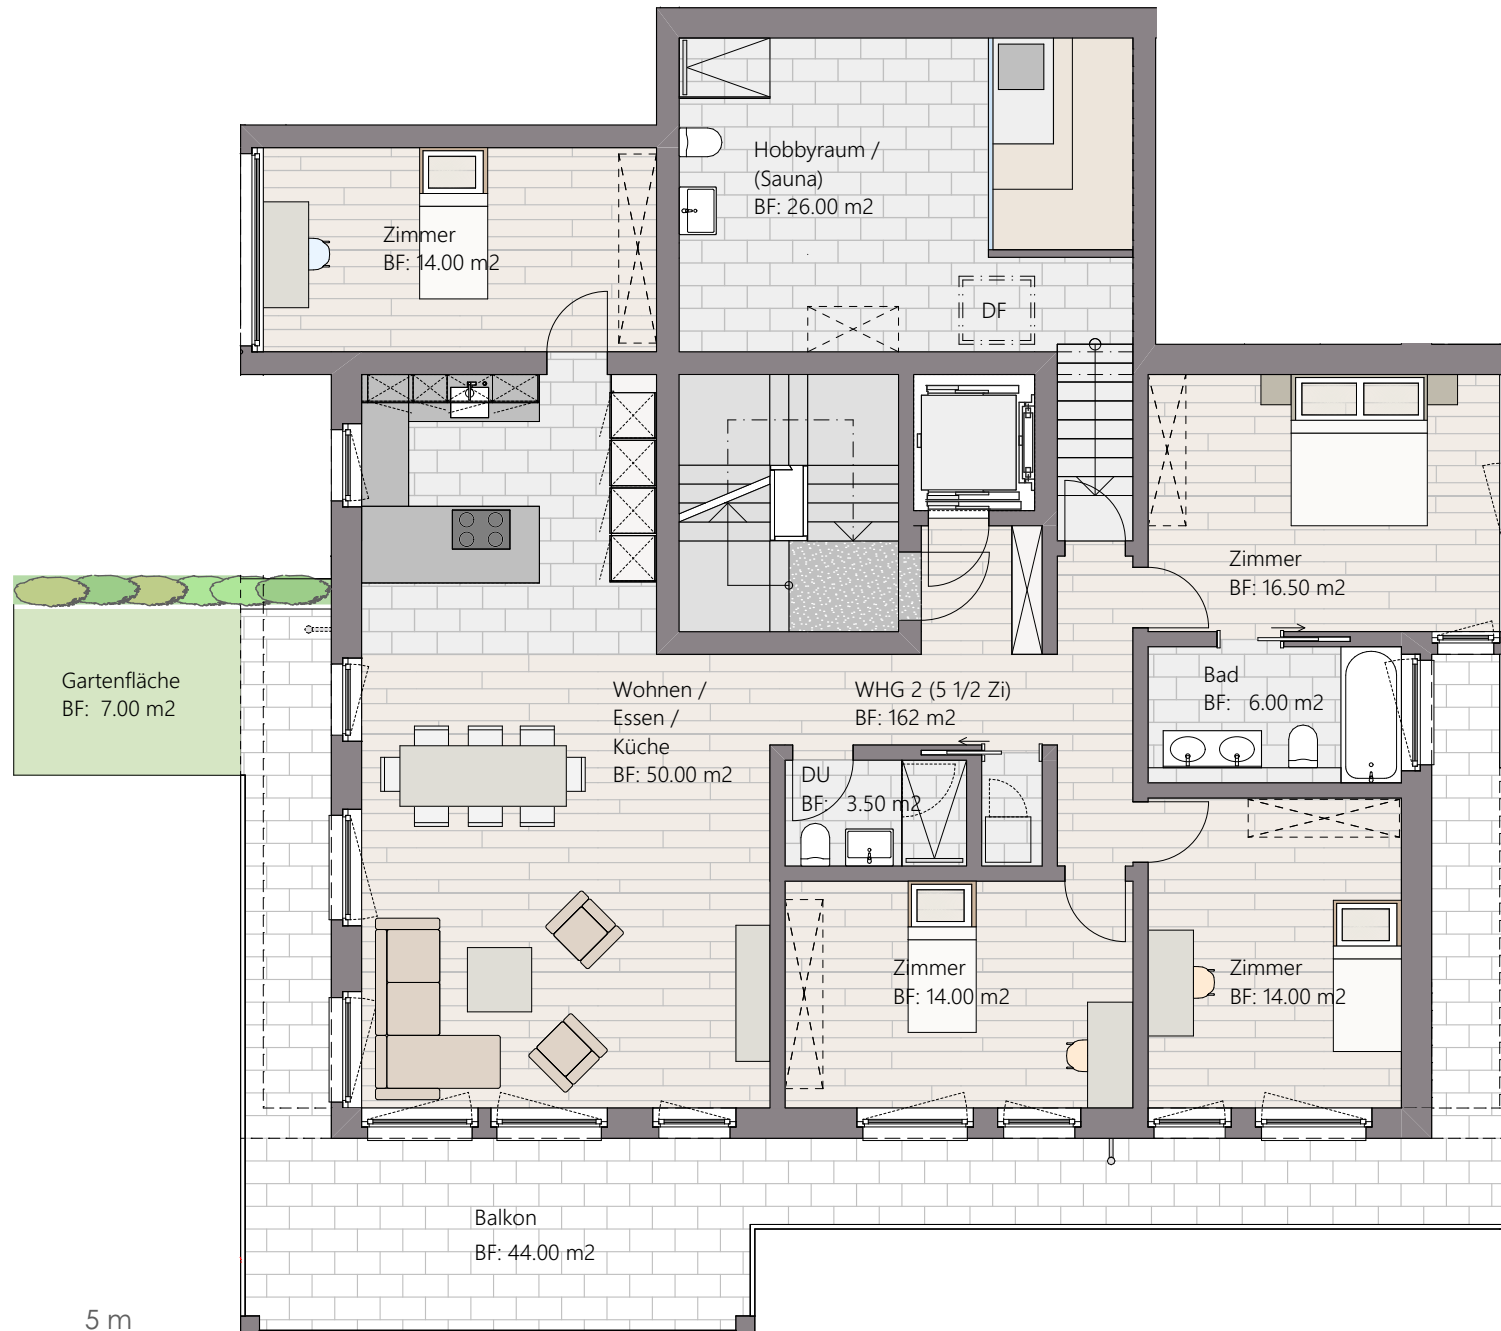 Hobbyraum /
(Sauna)
BF: 26.00 m2
Zimmer
BF: 14.00 m2
DF
Zimmer
BF: 16.50 m2
Gartenfläche
BF: 7.00 m2
Wohnen /
Essen /
Küche
BF: 50.00 m2
WHG 2 (5 1/2 Zi)
BF: 162 m2
Bad
BF: 6.00 m2
DU
BF: 3.50 m2
Zimmer
BF: 14.00 m2
Zimmer
BF: 14.00 m2
Balkon
BF: 44.00 m2
5 m